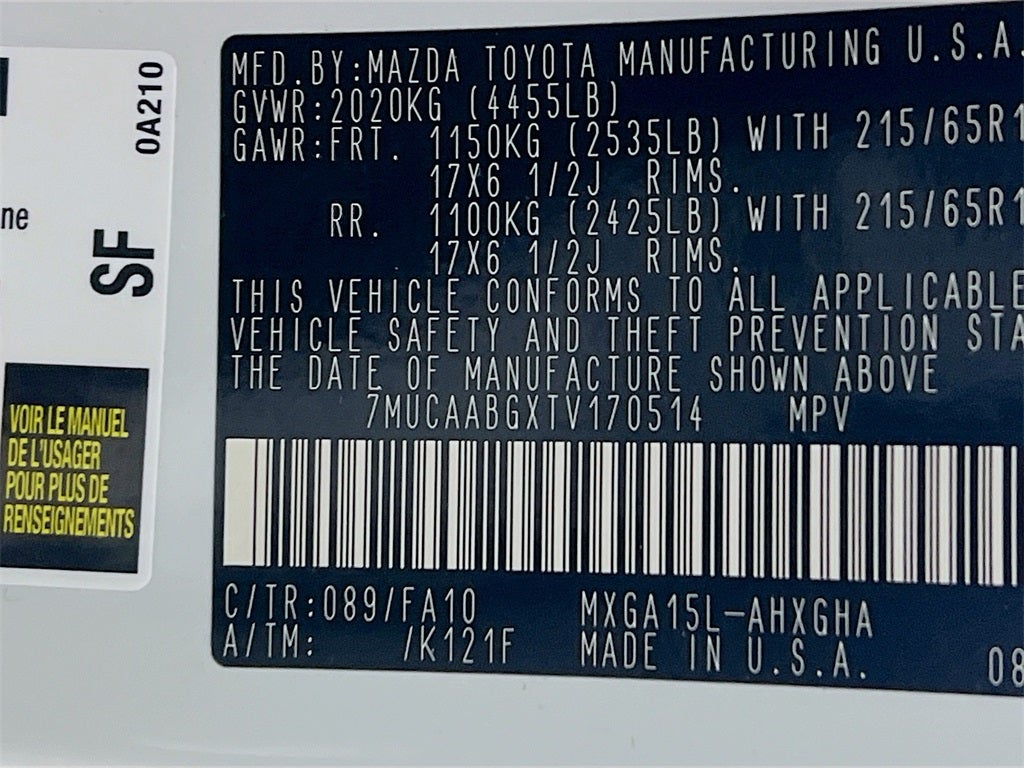 0A210
ne
SF
VOIR LE MANUEL
DE L'USAGER
POUR PLUS DE
RENSEIGNEMENTS
MFD.BY:MAZDA TOYOTA MANUFACTURING U.S.A.
GVWR:2020KG (4455LB)
GAWR:FRT. 1150KG (2535LB) WITH 215/65R1
17X6 1/2J RIMS.
RR. 1100KG (2425LB) WITH 215/65R1
17X6 1/2J RIMS.
THIS VEHICLE CONFORMS TO ALL APPLICABLE
VEHICLE SAFETY AND THEFT PREVENTION STA
THE DATE OF MANUFACTURE SHOWN ABOVE
7MUCAABGXTV170514 MPV
C/TR:089/FA10 MXGA15L-AHXGHA
A/TM: /K121F MADE IN U.S.A. 08